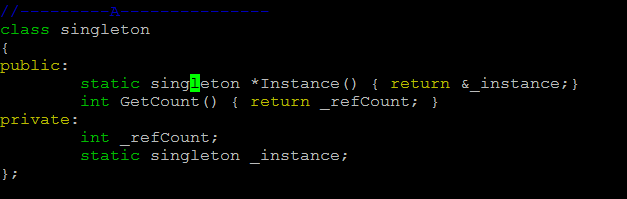 //----------A---------------
class singleton
{
public:
        static singleton *Instance() { return &_instance;}
        int GetCount() { return _refCount; }
private:
        int _refCount;
        static singleton _instance;
};